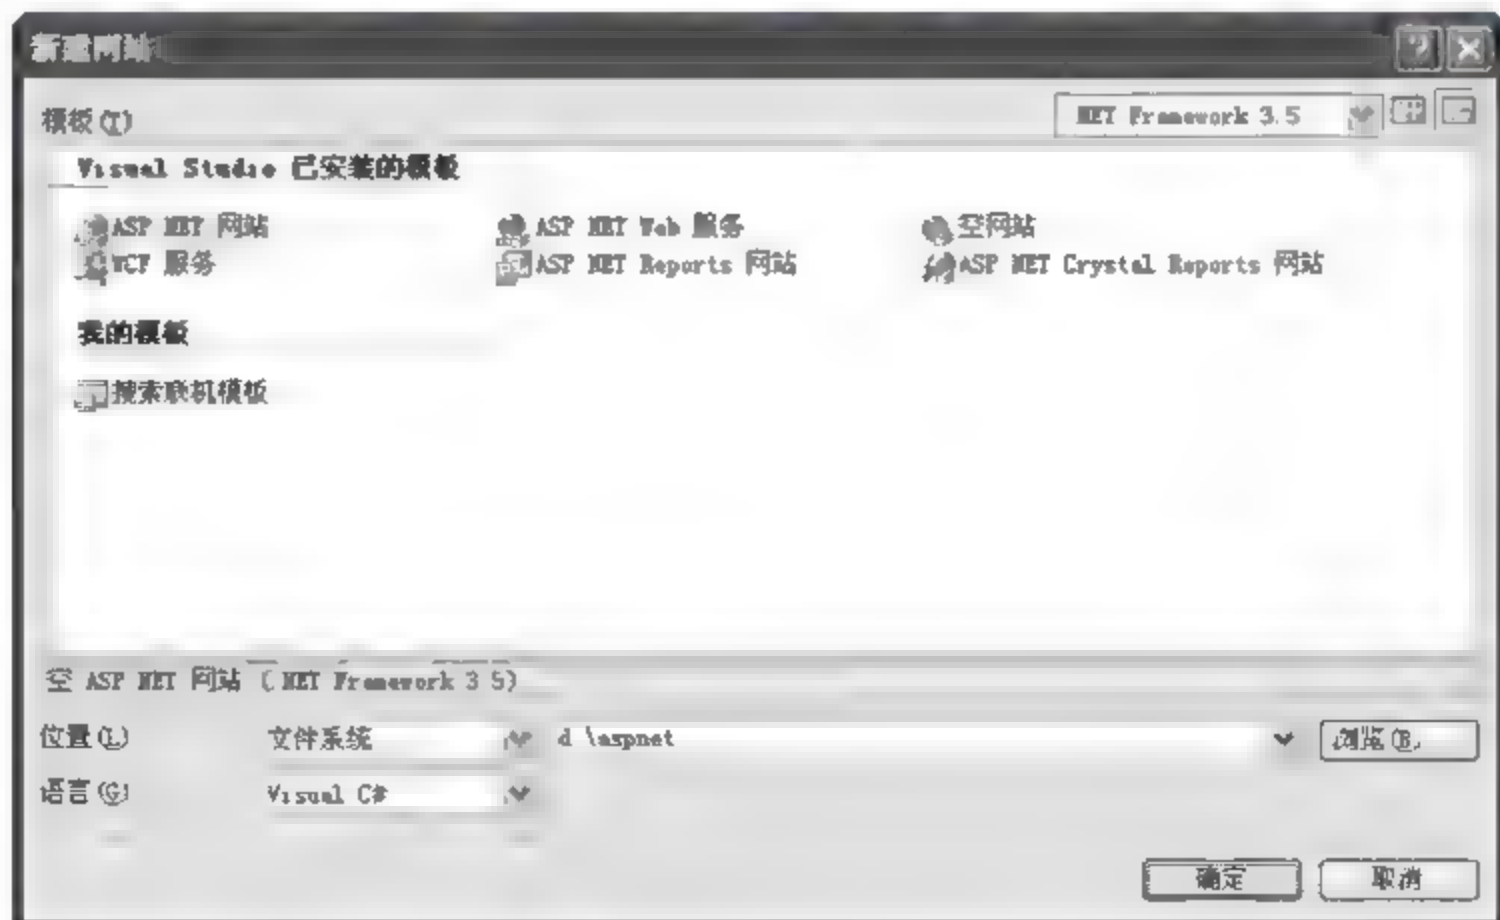 新建网站
模板(T)
.NET Framework 3.5
Visual Studio 已安装的模板
ASP NET 网站
ASP NET Web 服务
空网站
WCF 服务
ASP NET Reports 网站
ASP NET Crystal Reports 网站
我的模板
搜索联机模板
空 ASP NET 网站 (.NET Framework 3 5)
位置(L)
文件系统
d \aspnet
浏览(B)
语言(G)
Visual C#
确定
取消